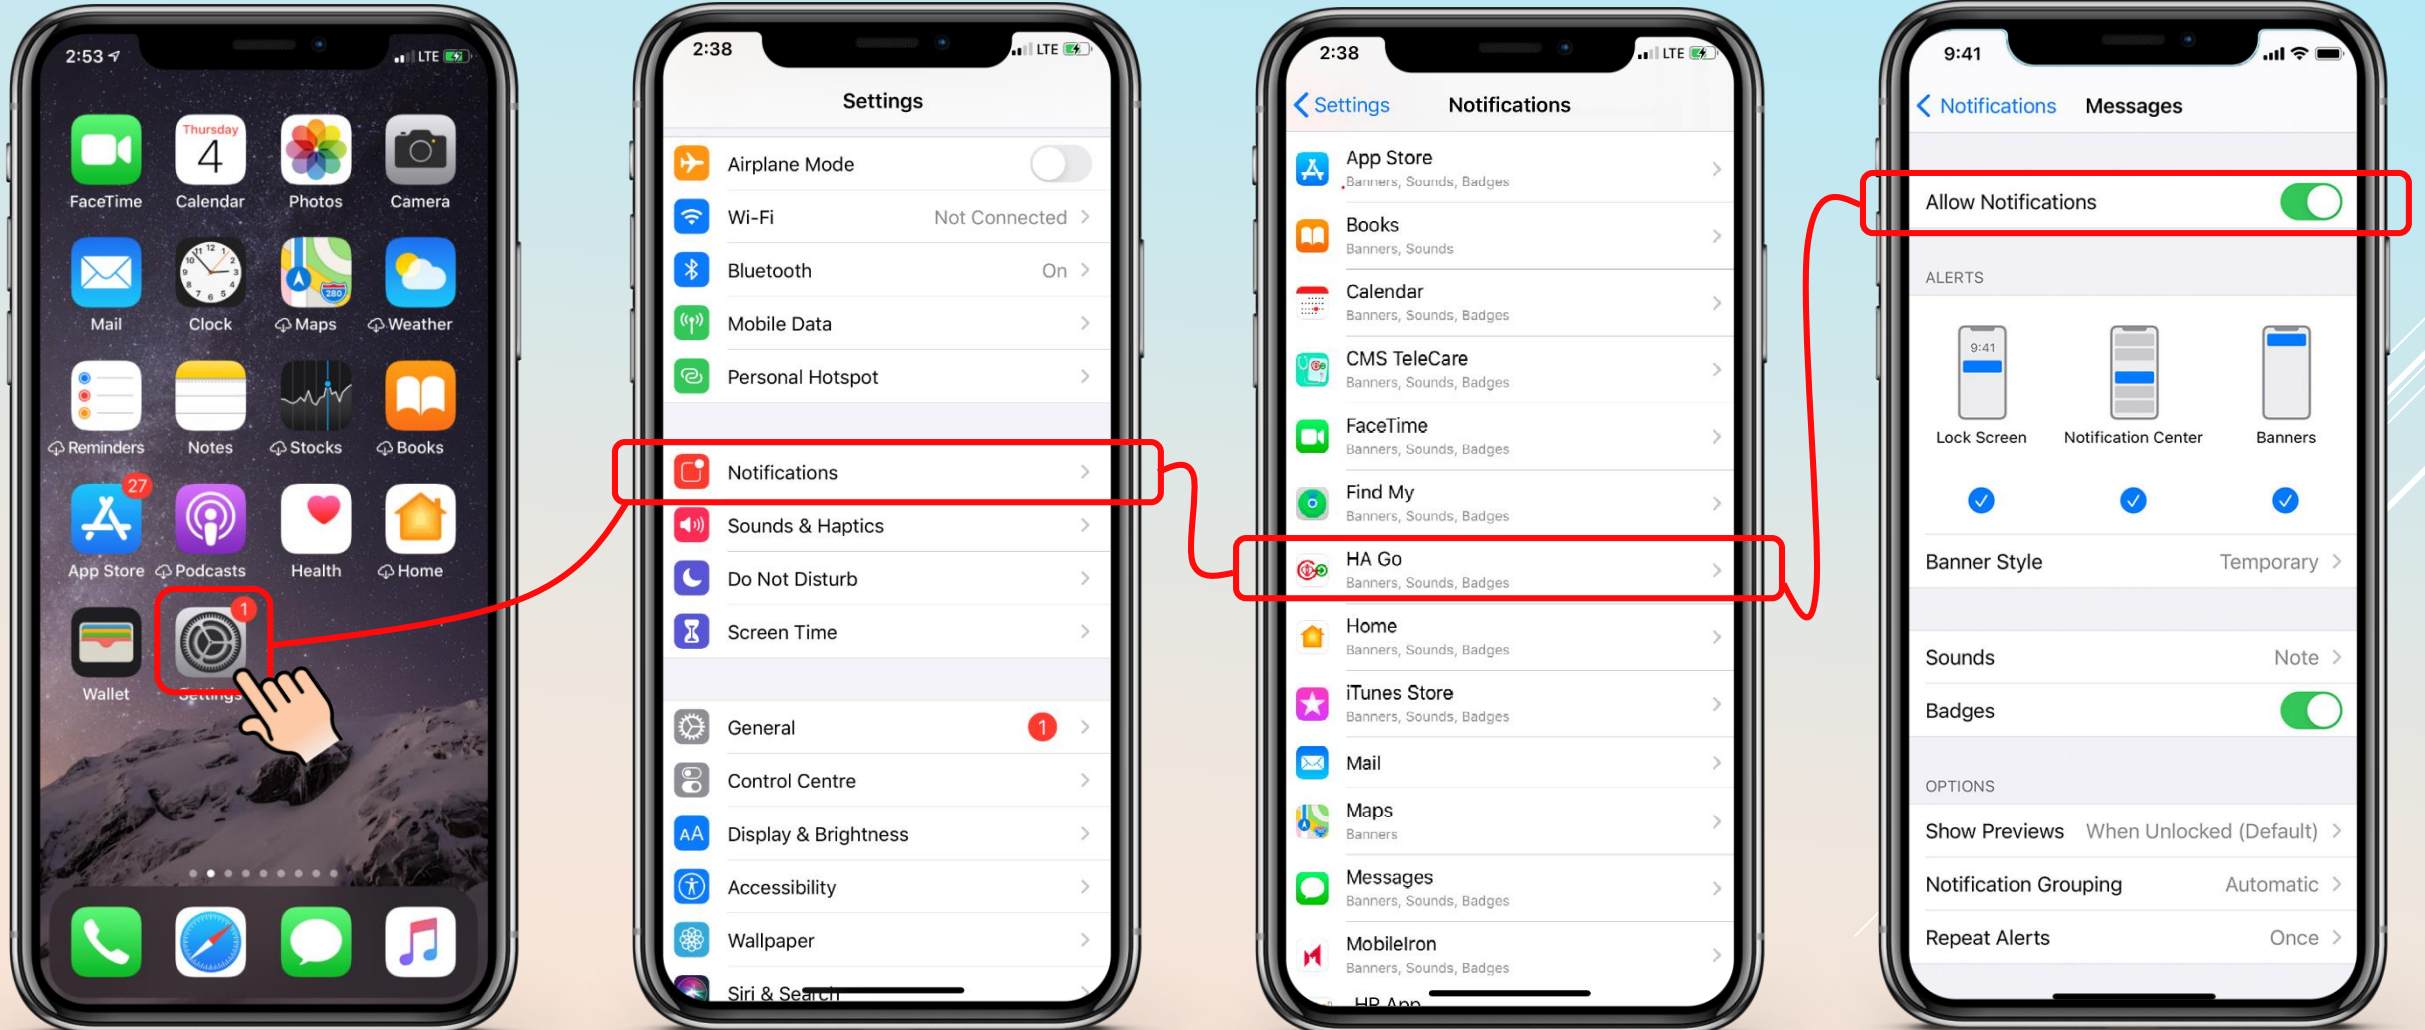 2:53
LTE
Thursday
4
FaceTime
Calendar
Photos
Camera
280
Mail
Clock
Maps
Weather
Reminders
Notes
Stocks
Books
27
App Store
Podcasts
Health
Home
1
Wallet
Settings
2:38
LTE
Settings
Airplane Mode
Wi-Fi Not Connected
Bluetooth On
Mobile Data
Personal Hotspot
Notifications
Sounds & Haptics
Do Not Disturb
Screen Time
General 1
Control Centre
AA Display & Brightness
Accessibility
Wallpaper
Siri & Search
2:38
LTE
Settings Notifications
App Store
Banners, Sounds, Badges
Books
Banners, Sounds
Calendar
Banners, Sounds, Badges
CMS TeleCare
Banners, Sounds, Badges
FaceTime
Banners, Sounds, Badges
Find My
Banners, Sounds, Badges
HA Go
Banners, Sounds, Badges
Home
Banners, Sounds, Badges
iTunes Store
Banners, Sounds, Badges
Mail
Maps
Banners
Messages
Banners, Sounds, Badges
MobileIron
Banners, Sounds, Badges
HR App
9:41
Notifications Messages
Allow Notifications
ALERTS
9:41
Lock Screen
Notification Center
Banners
Banner Style Temporary
Sounds Note
Badges
OPTIONS
Show Previews When Unlocked (Default)
Notification Grouping Automatic
Repeat Alerts Once